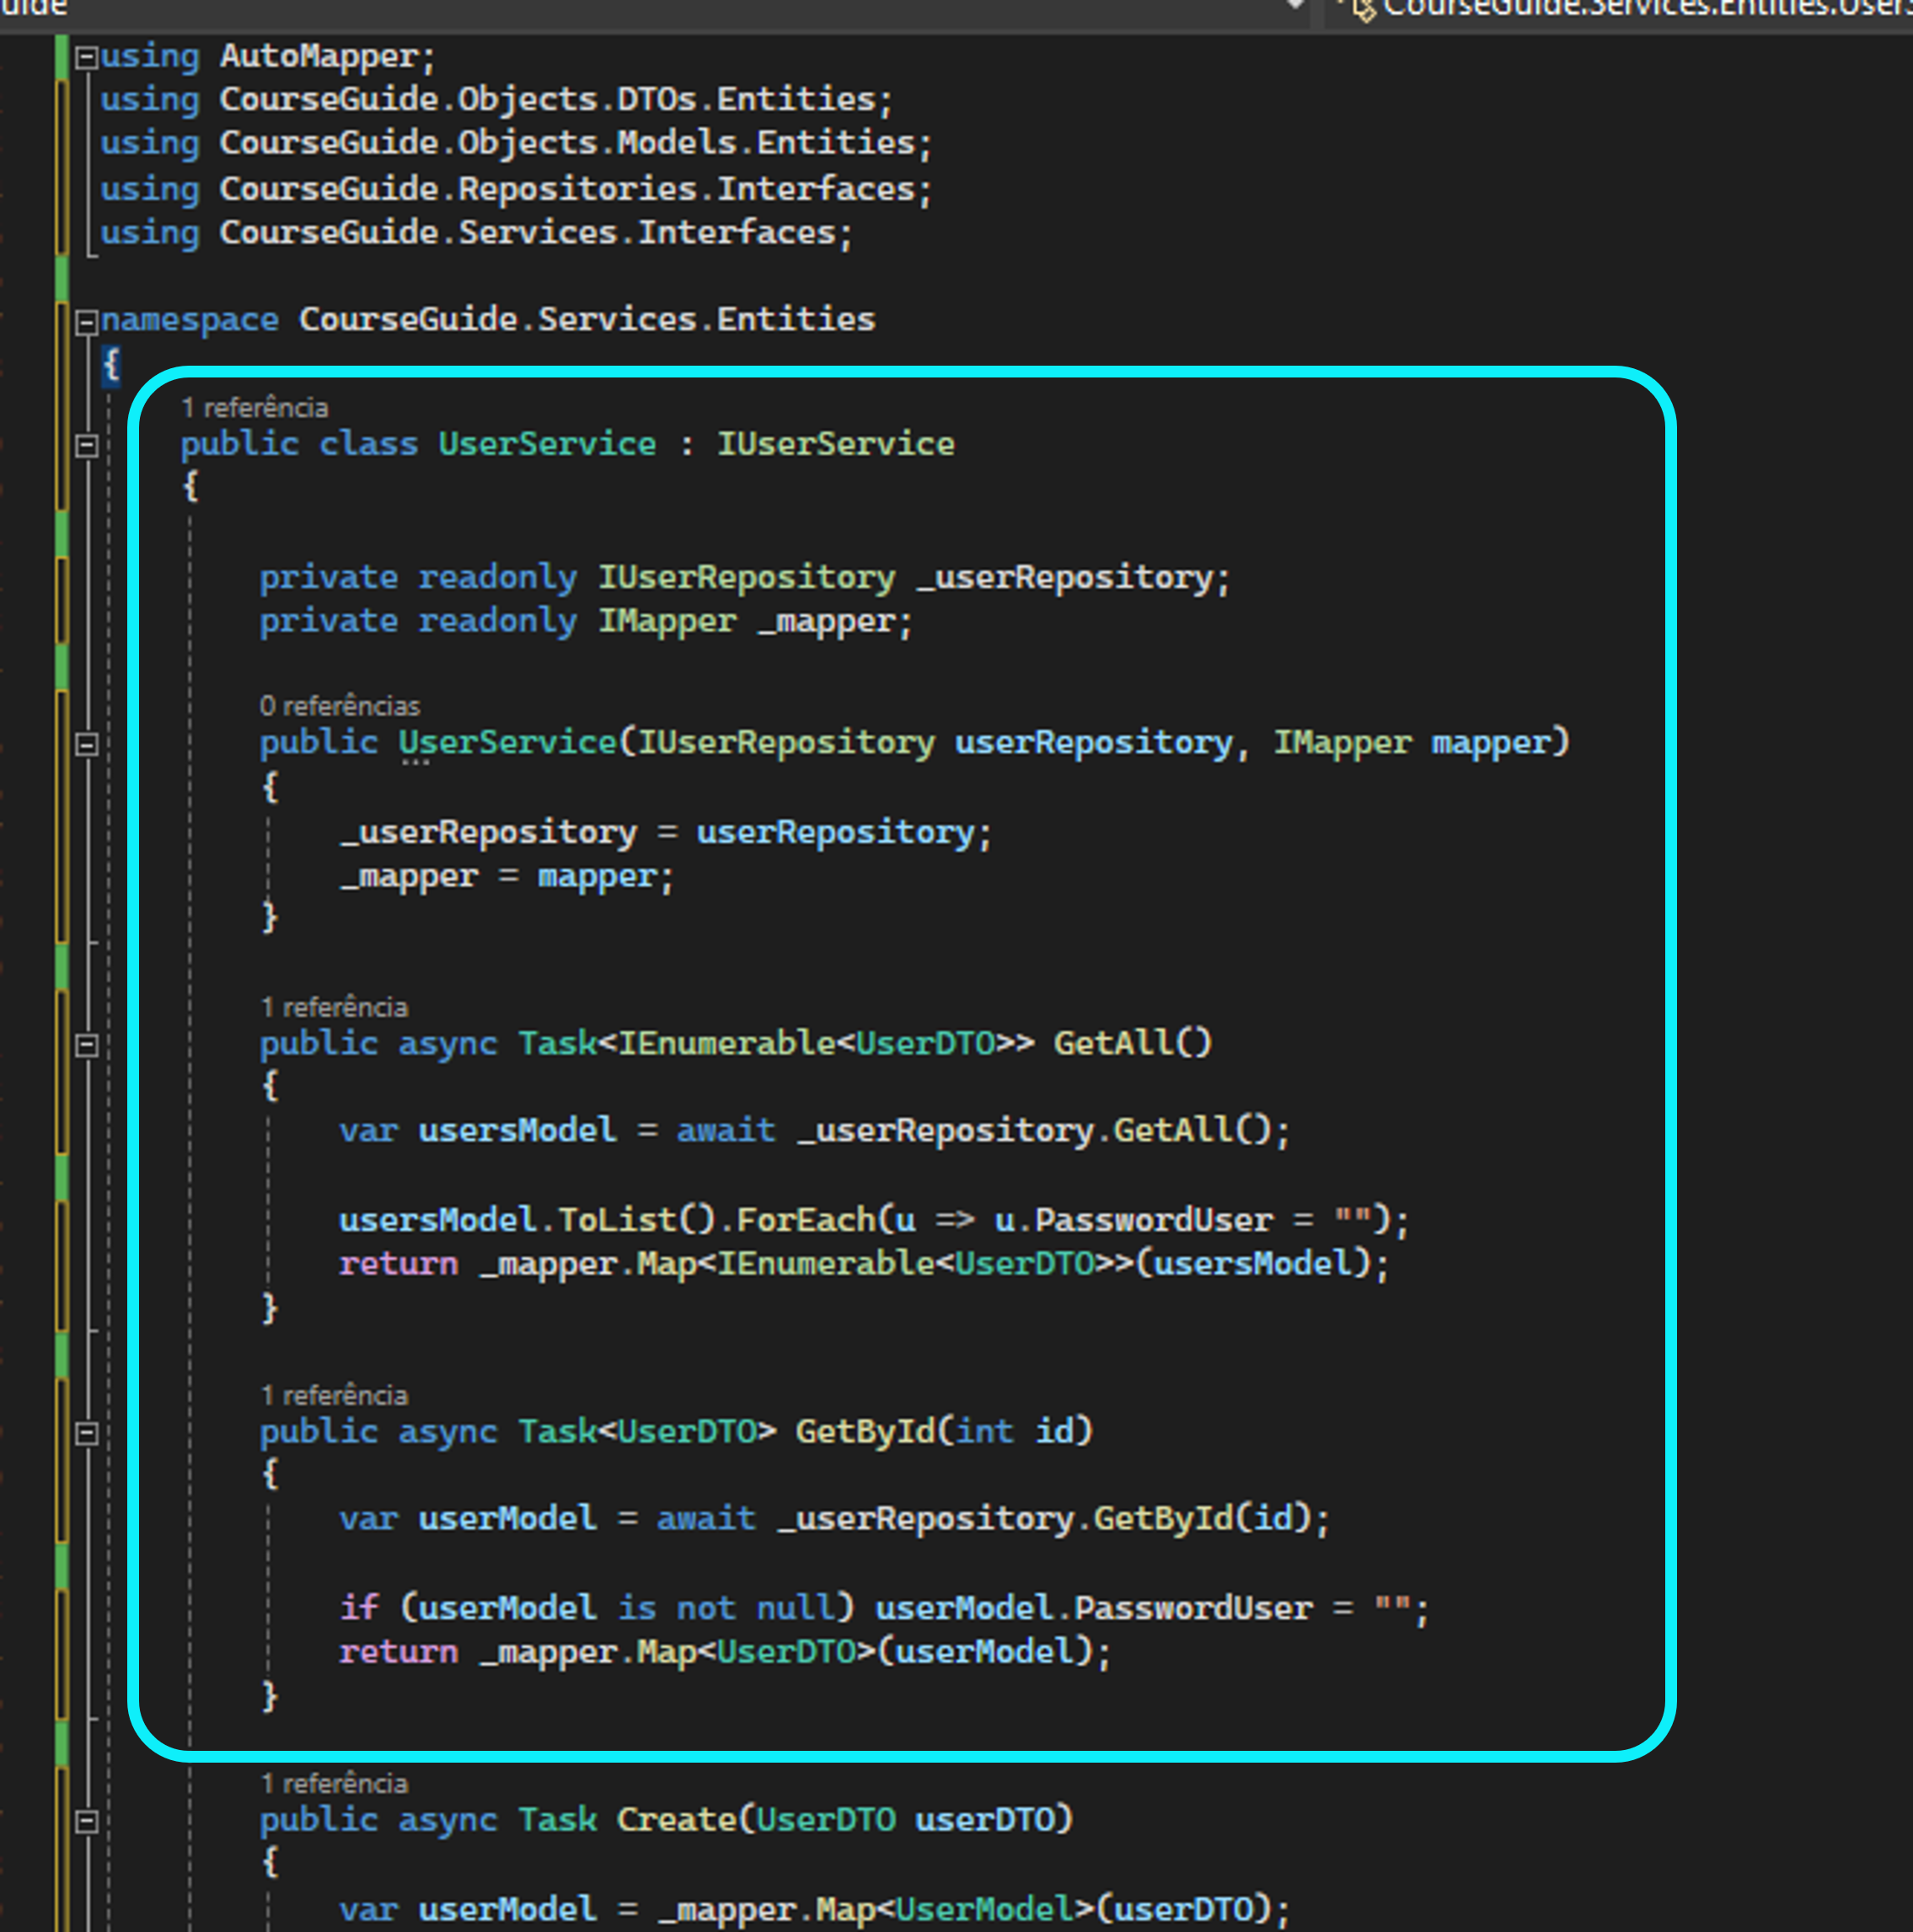 using AutoMapper;
using CourseGuide.Objects.DTOs.Entities;
using CourseGuide.Objects.Models.Entities;
using CourseGuide.Repositories.Interfaces;
using CourseGuide.Services.Interfaces;
namespace CourseGuide.Services.Entities
{
1 referência
public class UserService : IUserService
{
private readonly IUserRepository _userRepository;
private readonly IMapper _mapper;
0 referências
public UserService(IUserRepository userRepository, IMapper mapper)
{
_userRepository = userRepository;
_mapper = mapper;
}
1 referência
public async Task<IEnumerable<UserDTO>> GetAll()
{
var usersModel = await _userRepository.GetAll();
usersModel.ToList().ForEach(u => u.PasswordUser = "");
return _mapper.Map<IEnumerable<UserDTO>>(usersModel);
}
1 referência
public async Task<UserDTO> GetById(int id)
{
var userModel = await _userRepository.GetById(id);
if (userModel is not null) userModel.PasswordUser = "";
return _mapper.Map<UserDTO>(userModel);
}
1 referência
public async Task Create(UserDTO userDTO)
{
var userModel = _mapper.Map<UserModel>(userDTO);